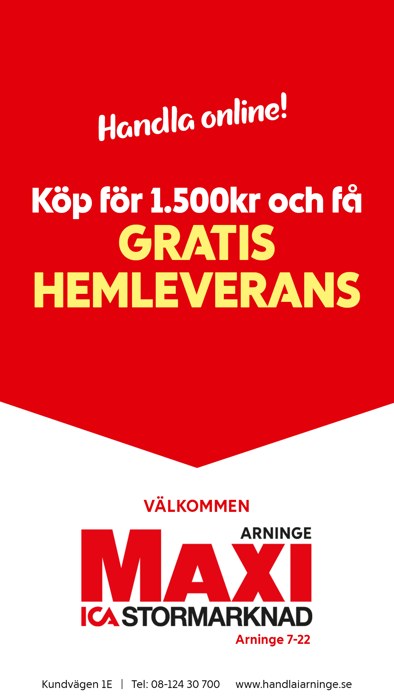 Handla online!
Köp för 1.500kr och få
GRATIS
HEMLEVERANS
VÄLKOMMEN
ARNINGE
MAXI
ICA STORMARKNAD
Arninge 7-22
Kundvägen 1E | Tel: 08-124 30 700 www.handlaiarninge.se